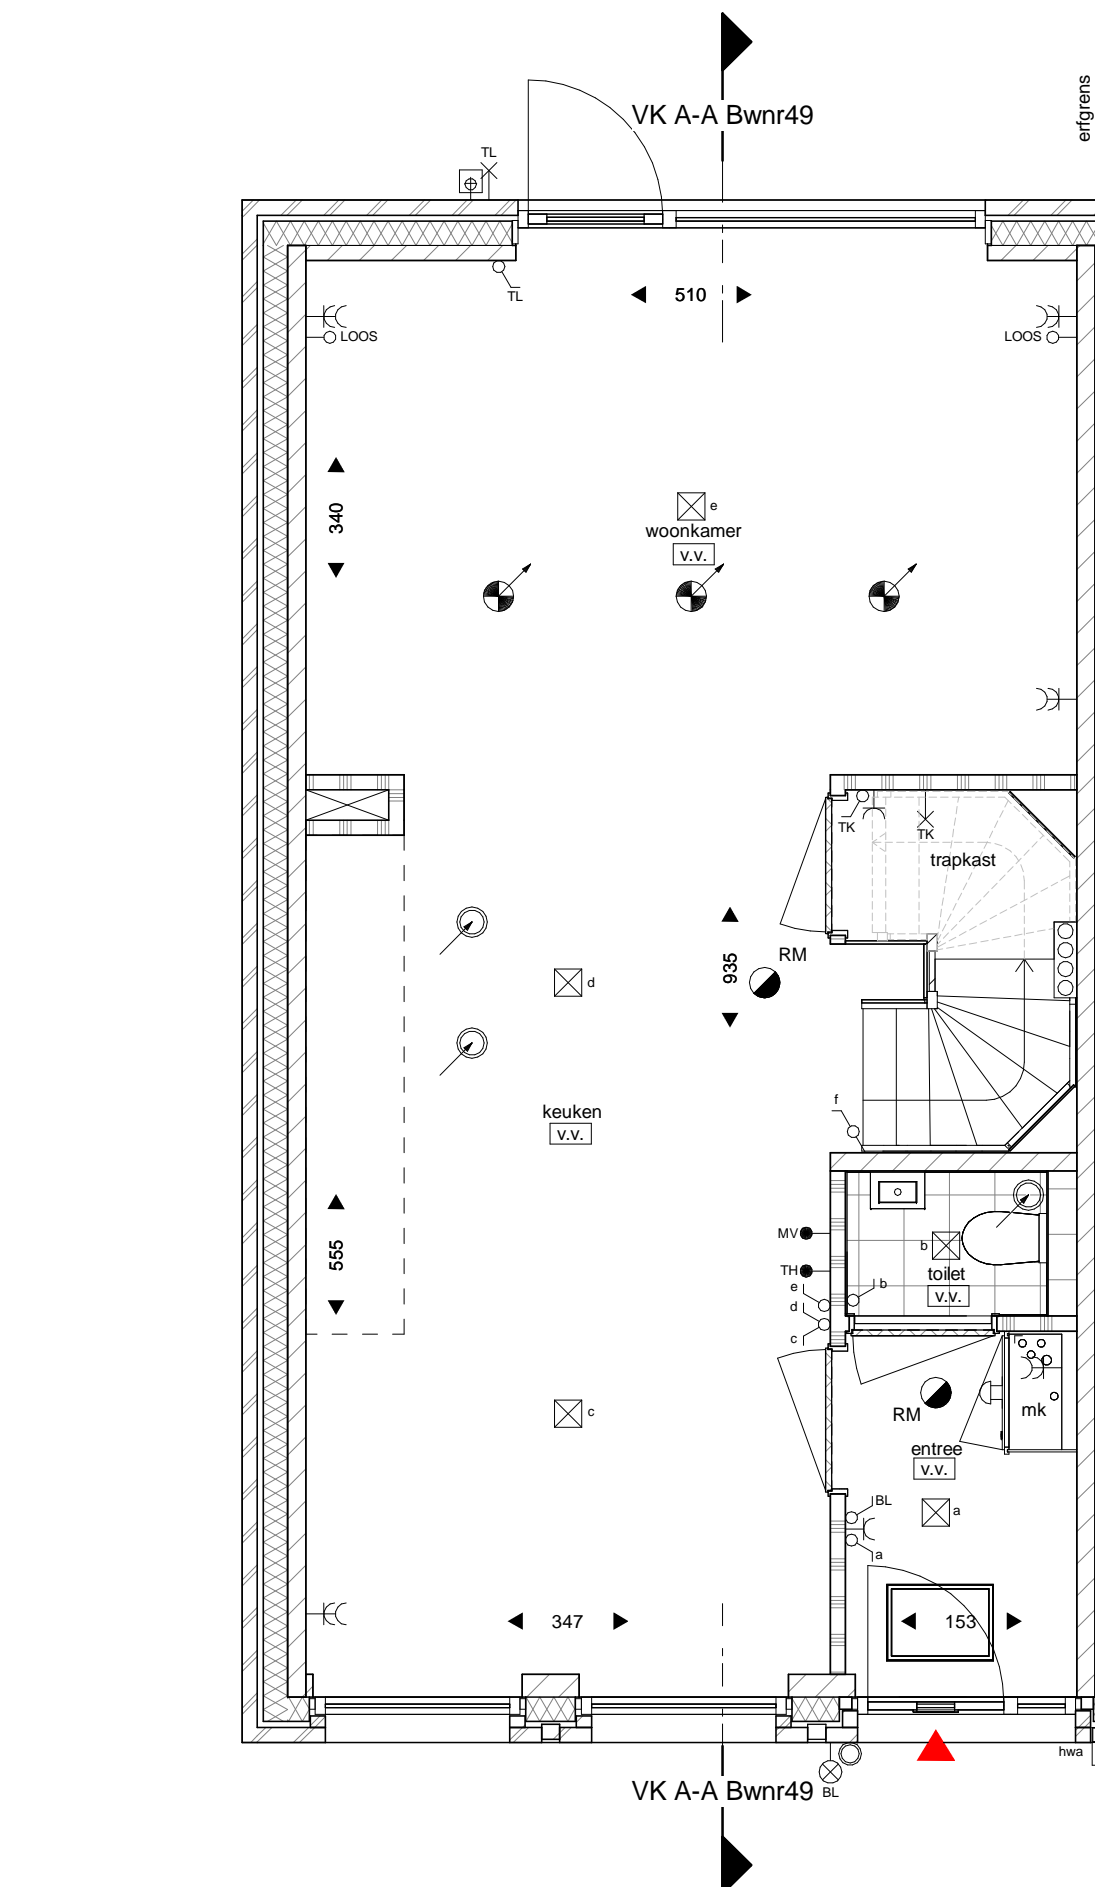 erfgrens
VK A-A Bwnr49
TL
TL
510
LOOS
LOOS
340
e
woonkamer
v.v.
TK
TK
trapkast
935
RM
d
f
keuken
v.v.
555
MV
TH
e
d
c
b
b
toilet
v.v.
c
RM
mk
entree
v.v.
BL
a
a
347
153
hwa
VK A-A Bwnr49
BL